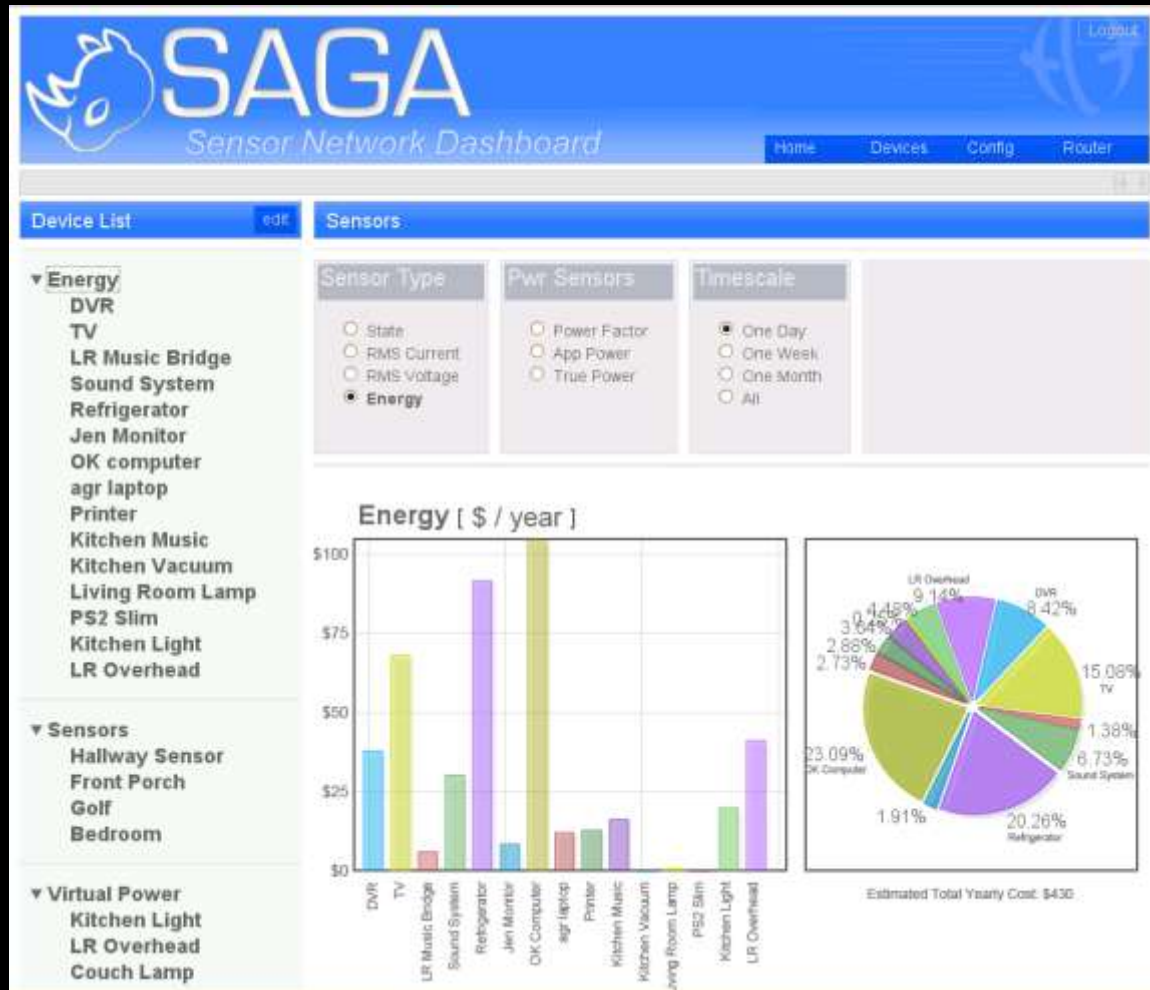 Logout
SAGA
Sensor Network Dashboard
Home Devices Config Router
Device List edit
Sensors
Energy
DVR
TV
LR Music Bridge
Sound System
Refrigerator
Jen Monitor
OK computer
agr laptop
Printer
Kitchen Music
Kitchen Vacuum
Living Room Lamp
PS2 Slim
Kitchen Light
LR Overhead
Sensors
Hallway Sensor
Front Porch
Golf
Bedroom
Virtual Power
Kitchen Light
LR Overhead
Couch Lamp
Sensor Type
State
RMS Current
RMS Voltage
Energy
Pwr Sensors
Power Factor
App Power
True Power
Timescale
One Day
One Week
One Month
All
Energy [ $ / year ]
$100
$75
$50
$25
$0
DVR
TV
LR Music Bridge
Sound System
Refrigerator
Jen Monitor
OK Computer
agr laptop
Printer
Kitchen Music
Kitchen Vacuum
Living Room Lamp
PS2 Slim
Kitchen Light
LR Overhead
LR Overhead
9.14%
DVR
8.42%
4.48%
3.64%
2.86%
2.73%
15.08%
TV
1.38%
6.73%
Sound System
23.09%
OK Computer
1.91%
20.26%
Refrigerator
Estimated Total Yearly Cost: $430